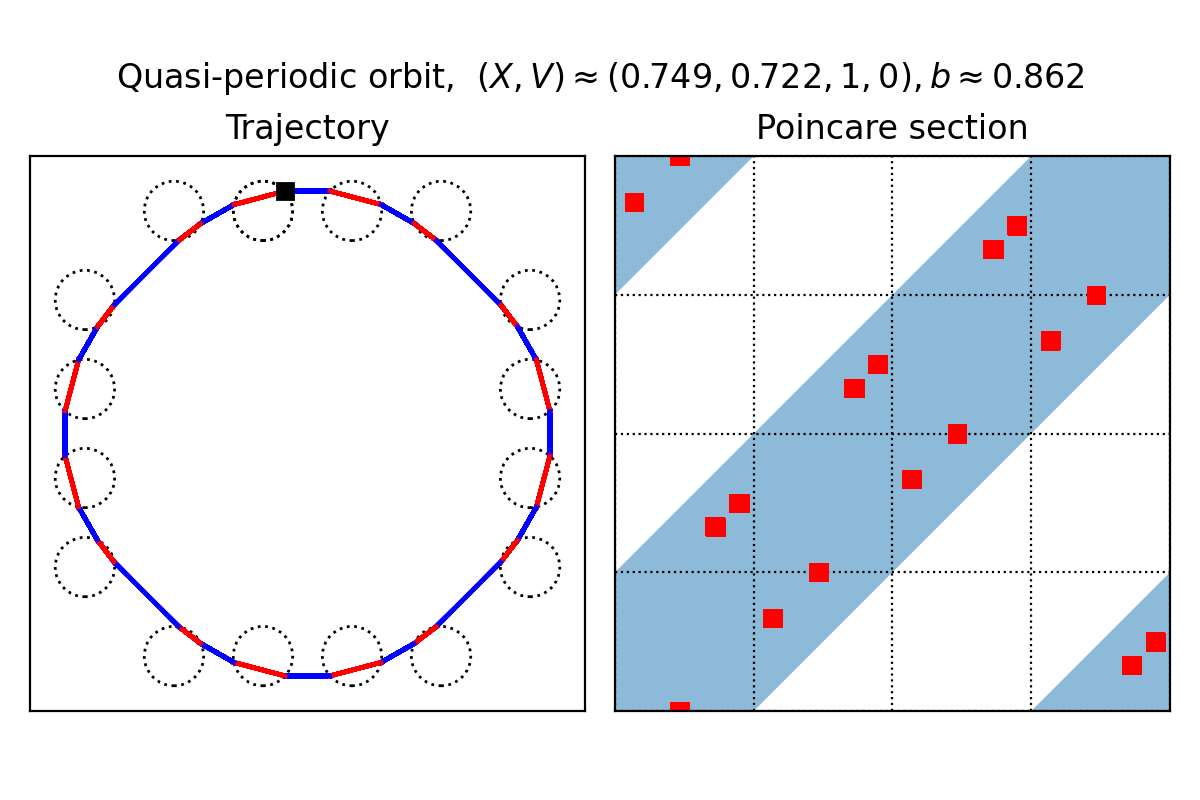 Quasi-periodic orbit, (X, V) ≈ (0.749, 0.722, 1, 0), b ≈ 0.862
Trajectory
Poincare section